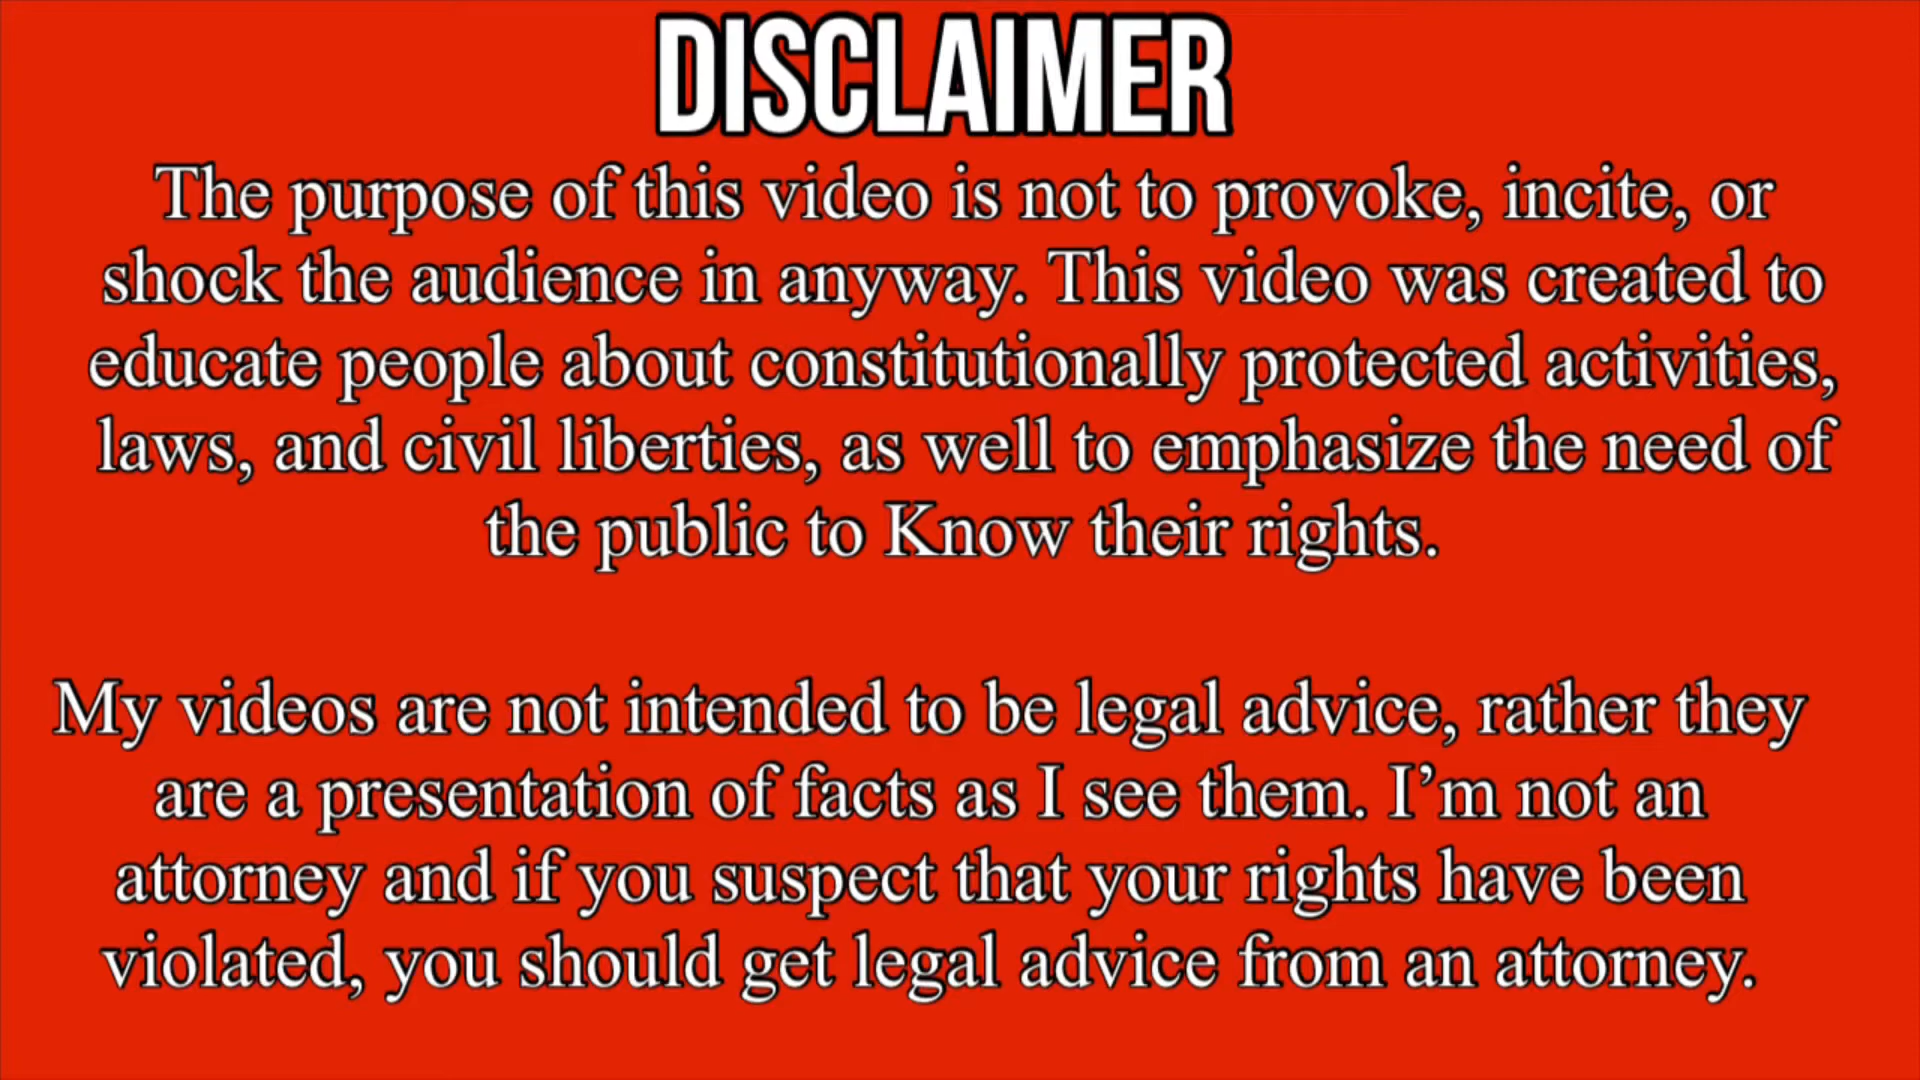 DISCLAIMER
The purpose of this video is not to provoke, incite, or
shock the audience in anyway. This video was created to
educate people about constitutionally protected activities,
laws, and civil liberties, as well to emphasize the need of
the public to Know their rights.
My videos are not intended to be legal advice, rather they
are a presentation of facts as I see them. I’m not an
attorney and if you suspect that your rights have been
violated, you should get legal advice from an attorney.